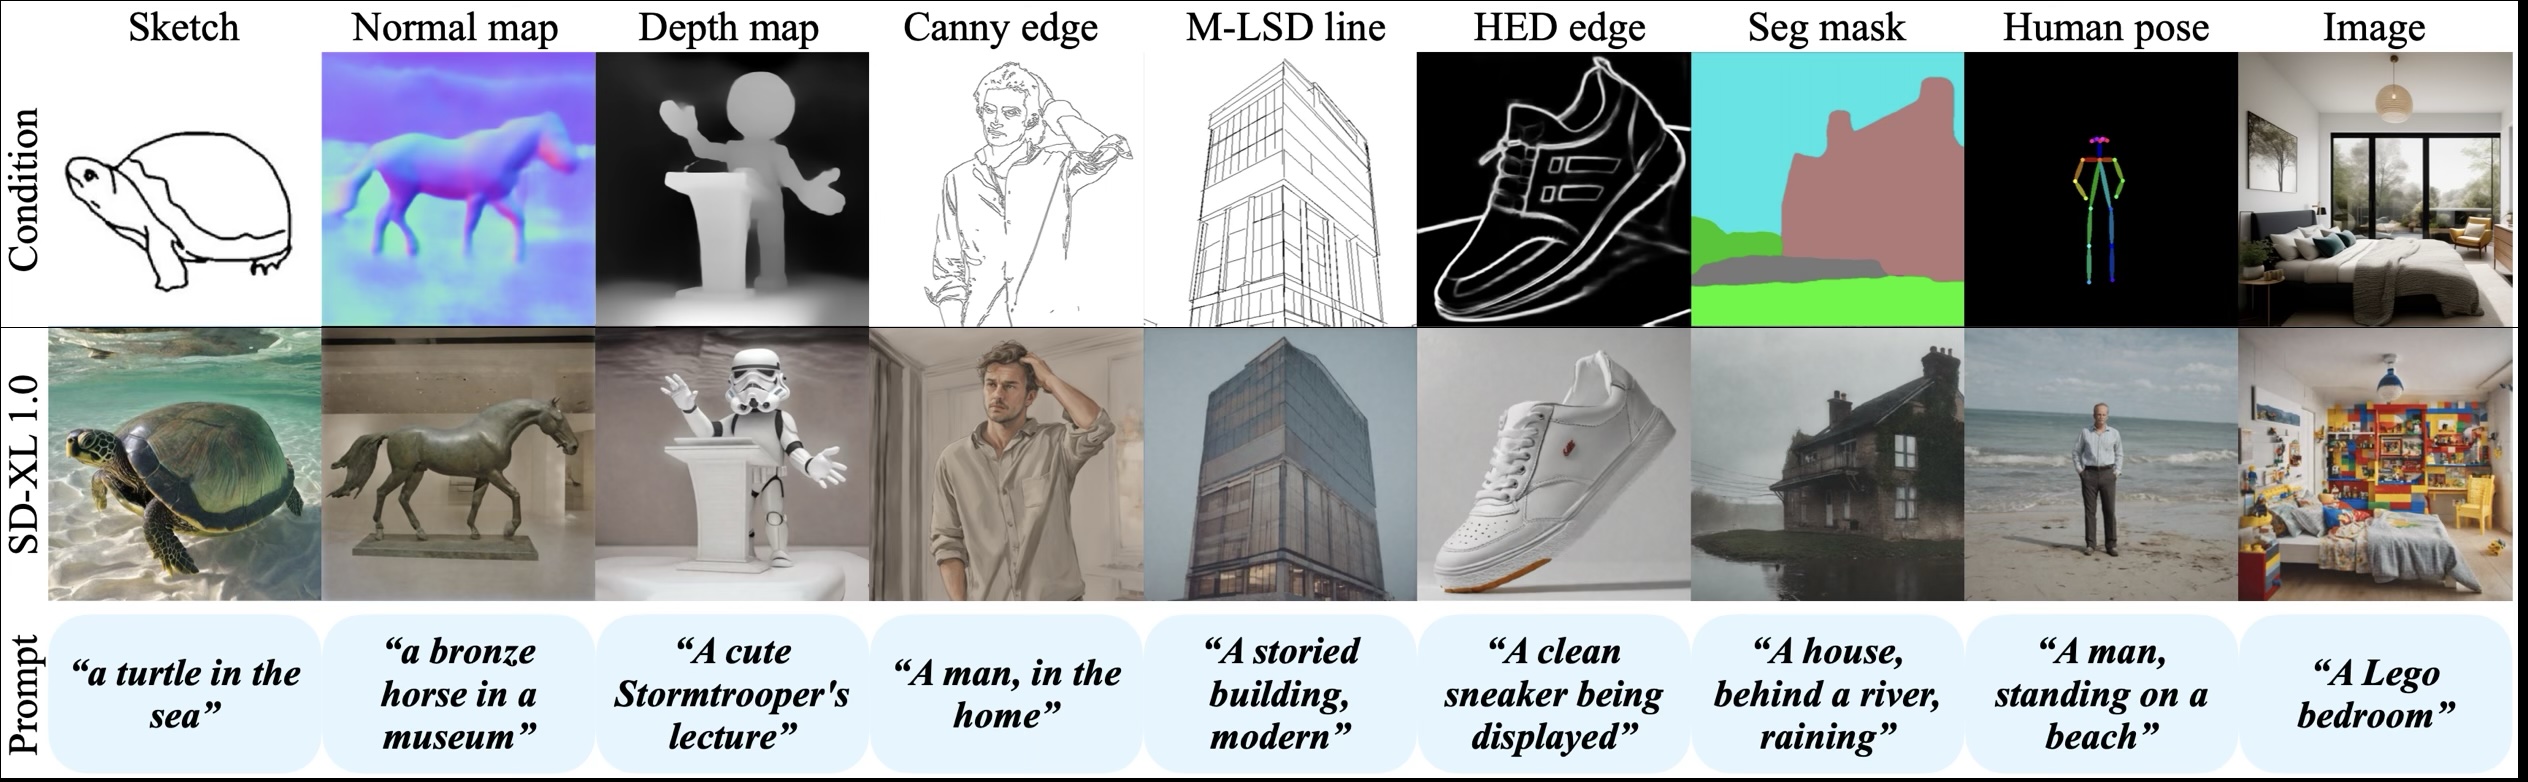 Sketch
Normal map
Depth map
Canny edge
M-LSD line
HED edge
Seg mask
Human pose
Image
Condition
SD-XL 1.0
Prompt
“a turtle in the
sea”
“a bronze
horse in a
museum”
“A cute
Stormtrooper's
lecture”
“A man, in the
home”
“A storied
building,
modern”
“A clean
sneaker being
displayed”
“A house,
behind a river,
raining”
“A man,
standing on a
beach”
“A Lego
bedroom”